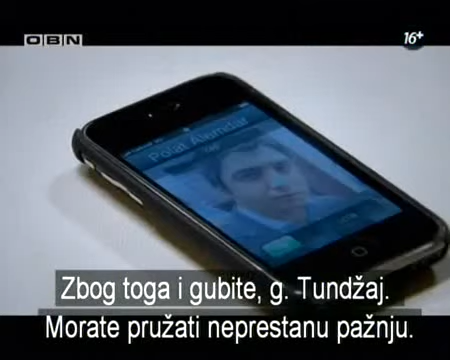 OBN
16+
Polat Alemdar
Zbog toga i gubite, g. Tundžaj.
Morate pružati neprestanu pažnju.